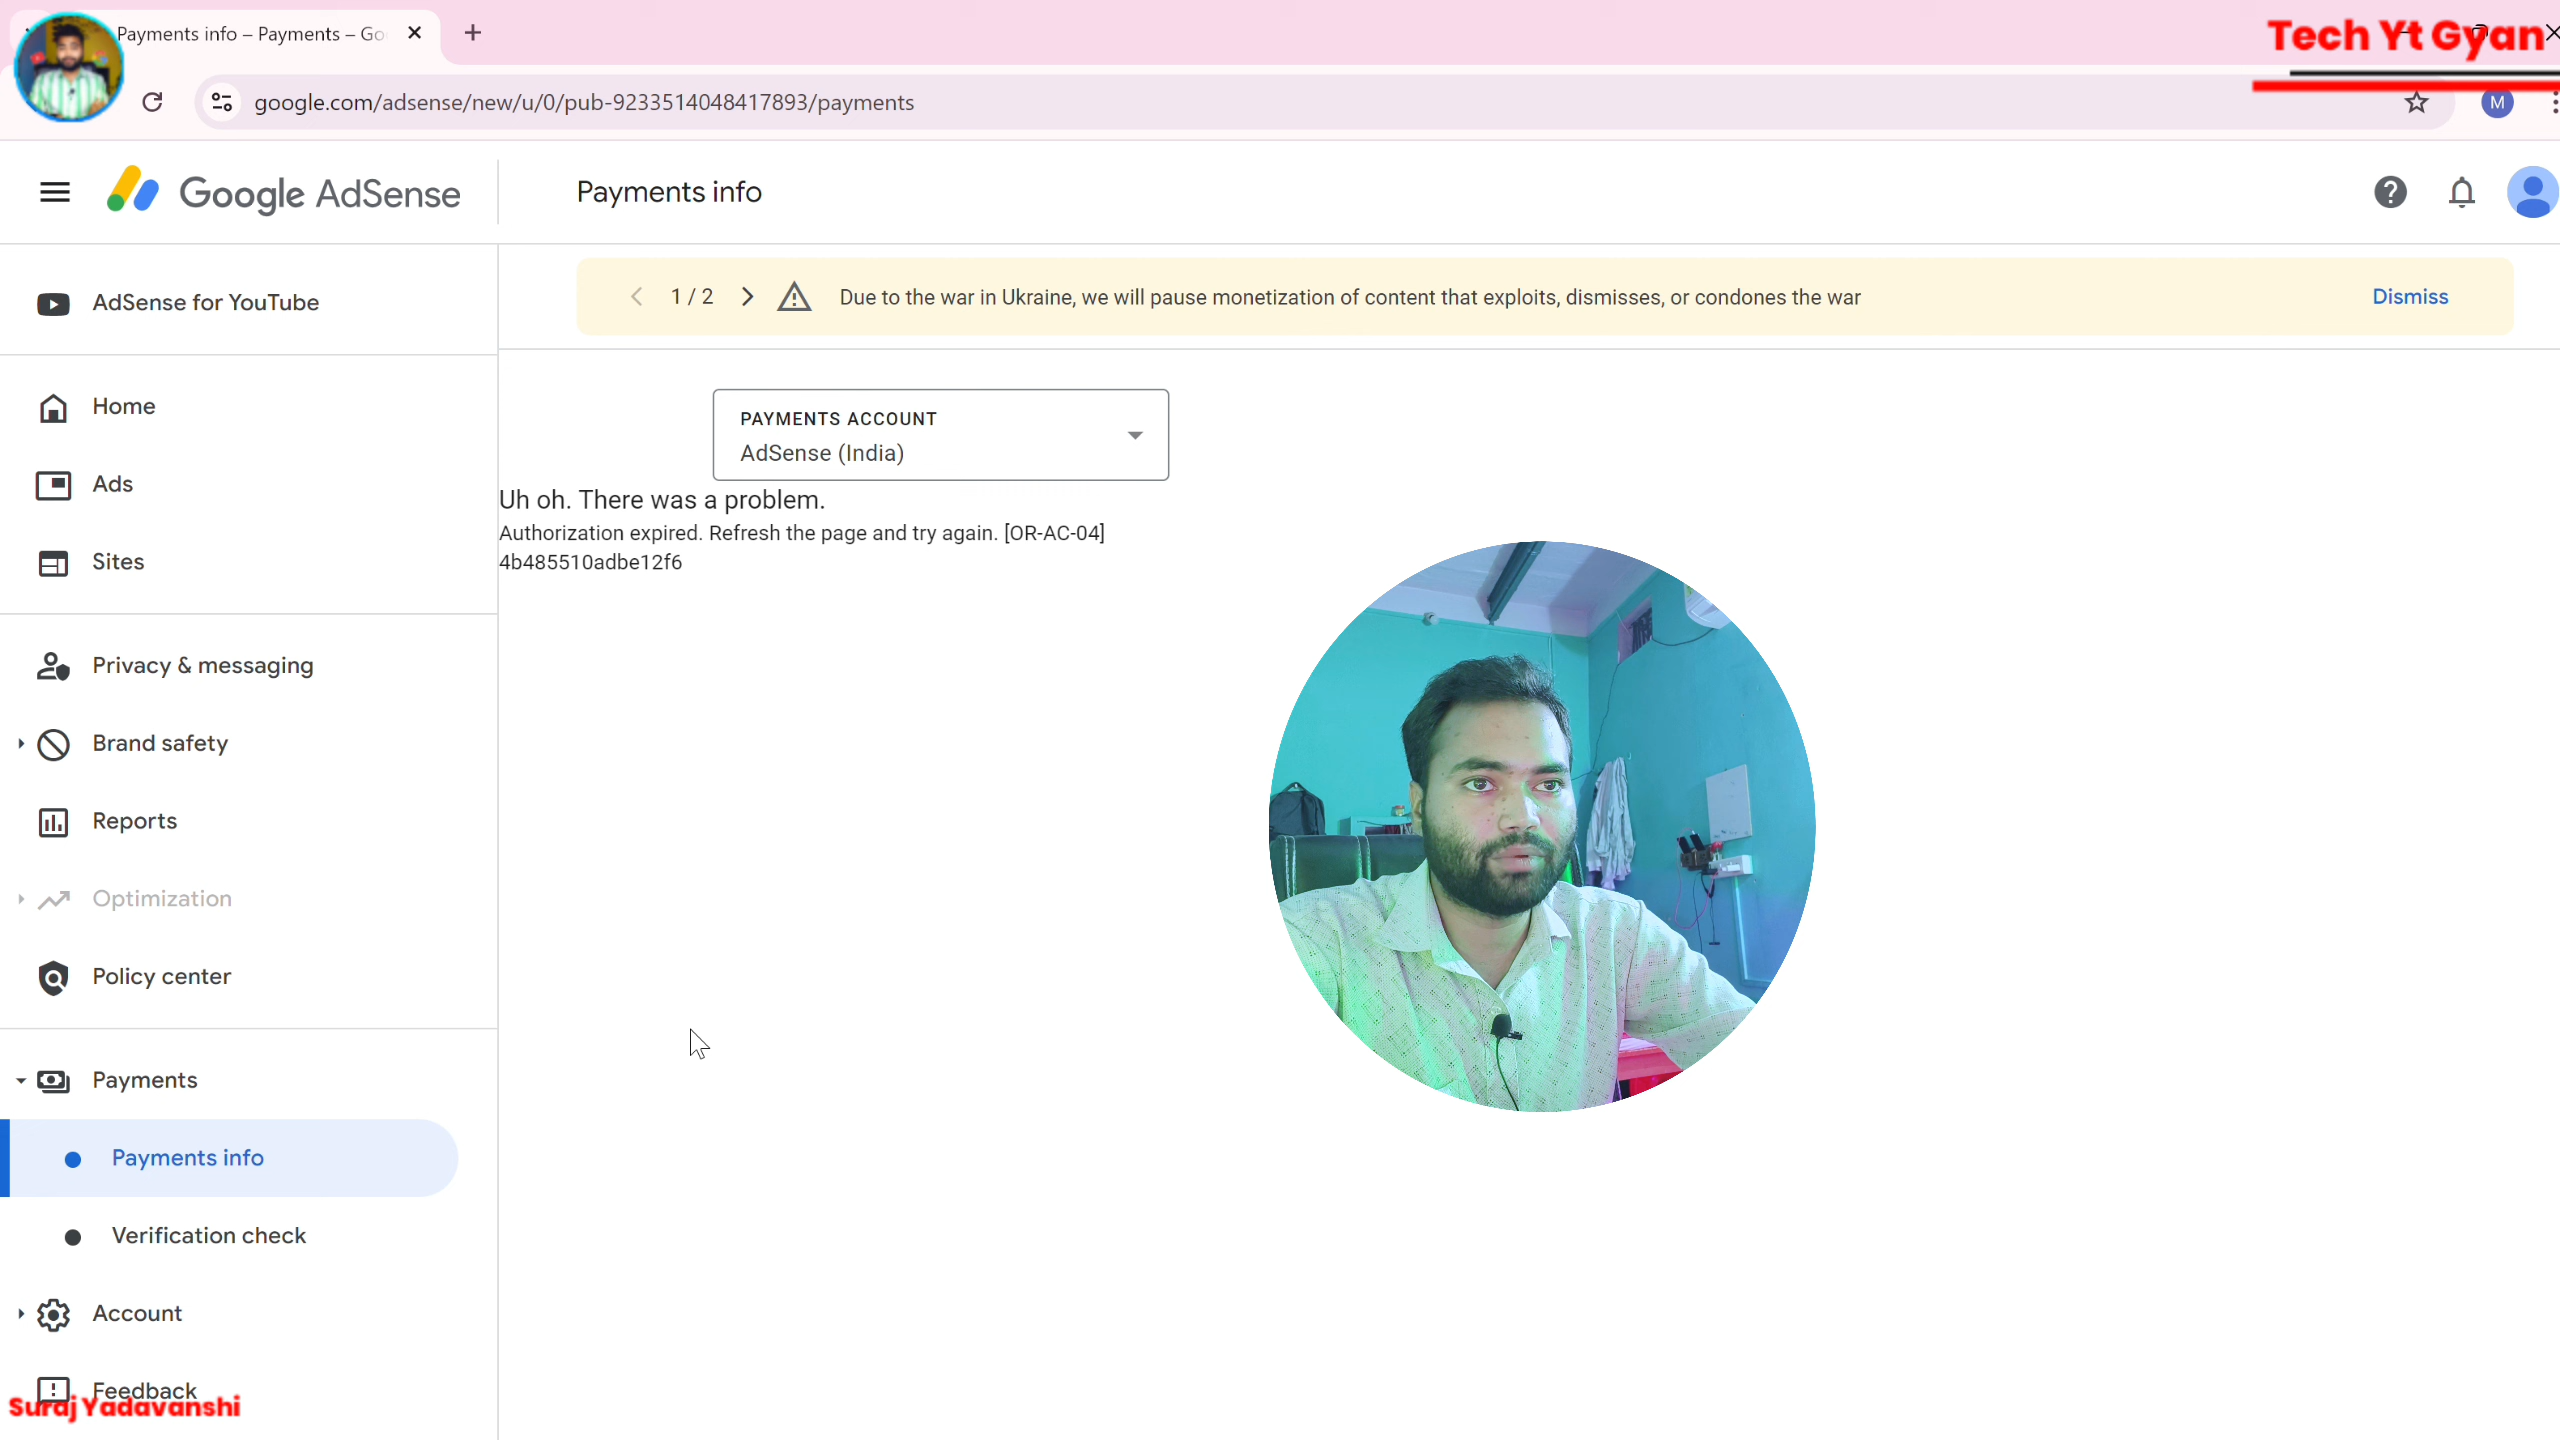 Payments info – Payments – Go
Tech Yt Gyan
google.com/adsense/new/u/0/pub-9233514048417893/payments
M
Google AdSense
Payments info
AdSense for YouTube
1 / 2
Due to the war in Ukraine, we will pause monetization of content that exploits, dismisses, or condones the war
Dismiss
Home
PAYMENTS ACCOUNT
AdSense (India)
Ads
Uh oh. There was a problem.
Authorization expired. Refresh the page and try again. [OR-AC-04]
4b485510adbe12f6
Sites
Privacy & messaging
Brand safety
Reports
Optimization
Policy center
Payments
Payments info
Verification check
Account
Feedback
Suraj Yadavanshi